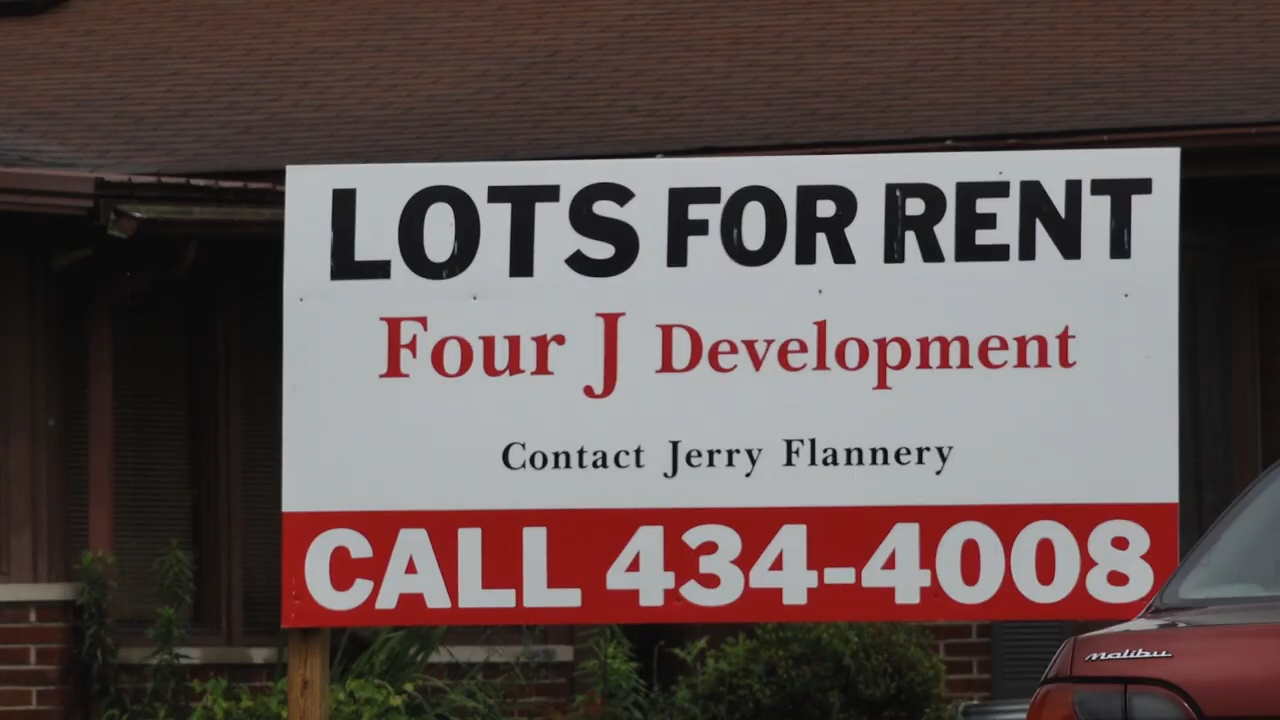 LOTS FOR RENT
Four J Development
Contact Jerry Flannery
CALL 434-4008
malibu